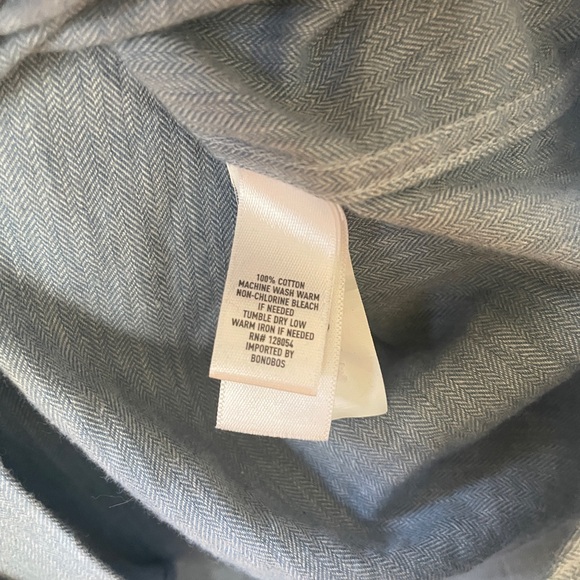 100% COTTON
MACHINE WASH WARM
NON-CHLORINE BLEACH
IF NEEDED
TUMBLE DRY LOW
WARM IRON IF NEEDED
RN# 128054
IMPORTED BY
BONOBOS